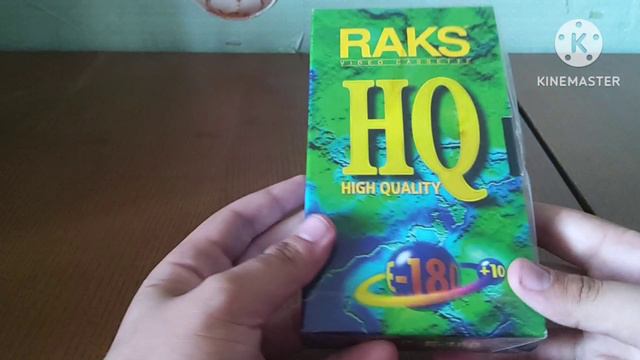 RAKS
VIDEO CASSETTE
HQ
HIGH QUALITY
E-180
+10
K
KINEMASTER